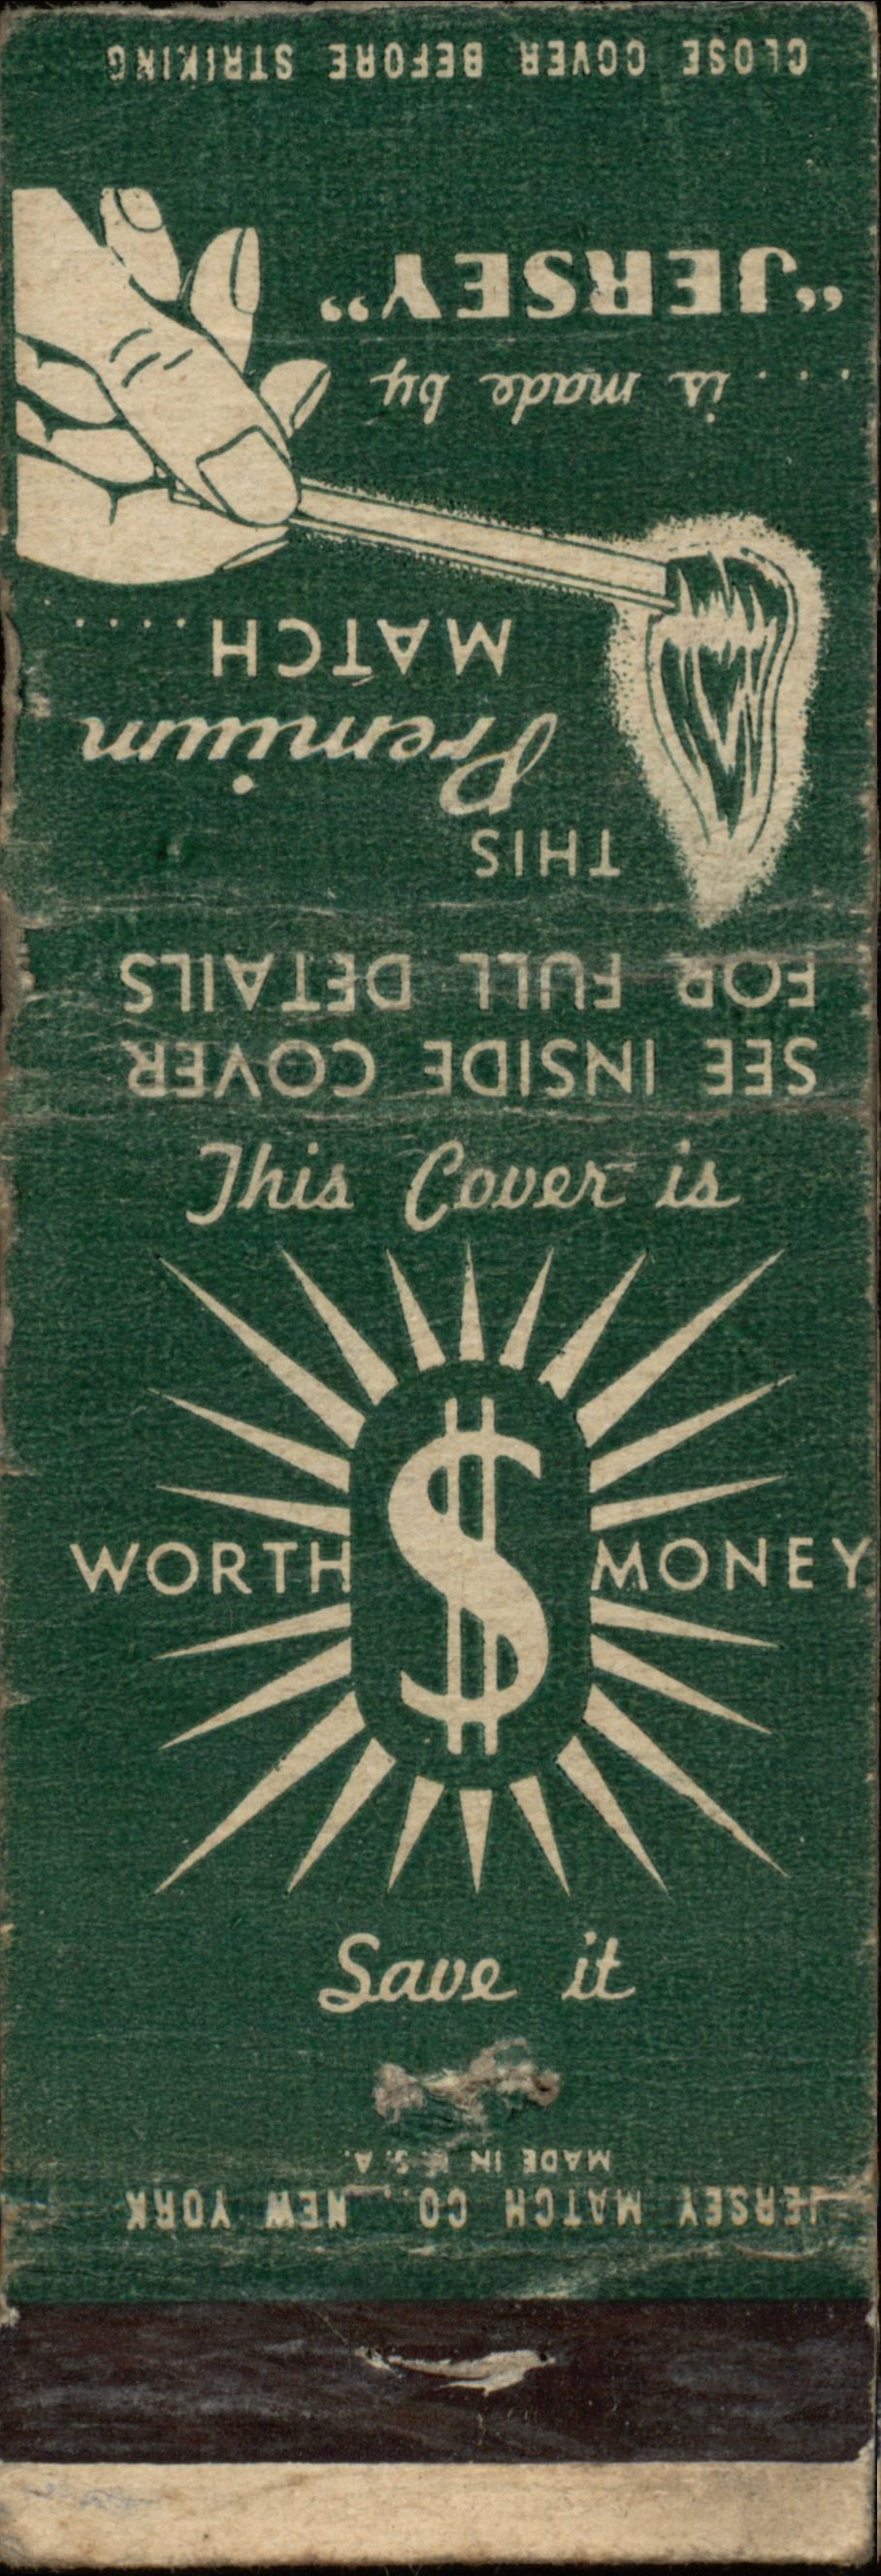 This Cover is
WORTH $ MONEY
Save it
JERSEY MATCH CO., NEW YORK
MADE IN U.S.A.
SEE INSIDE COVER
FOR FULL DETAILS
THIS
Premium
MATCH.....
....is made by
“JERSEY”
CLOSE COVER BEFORE STRIKING